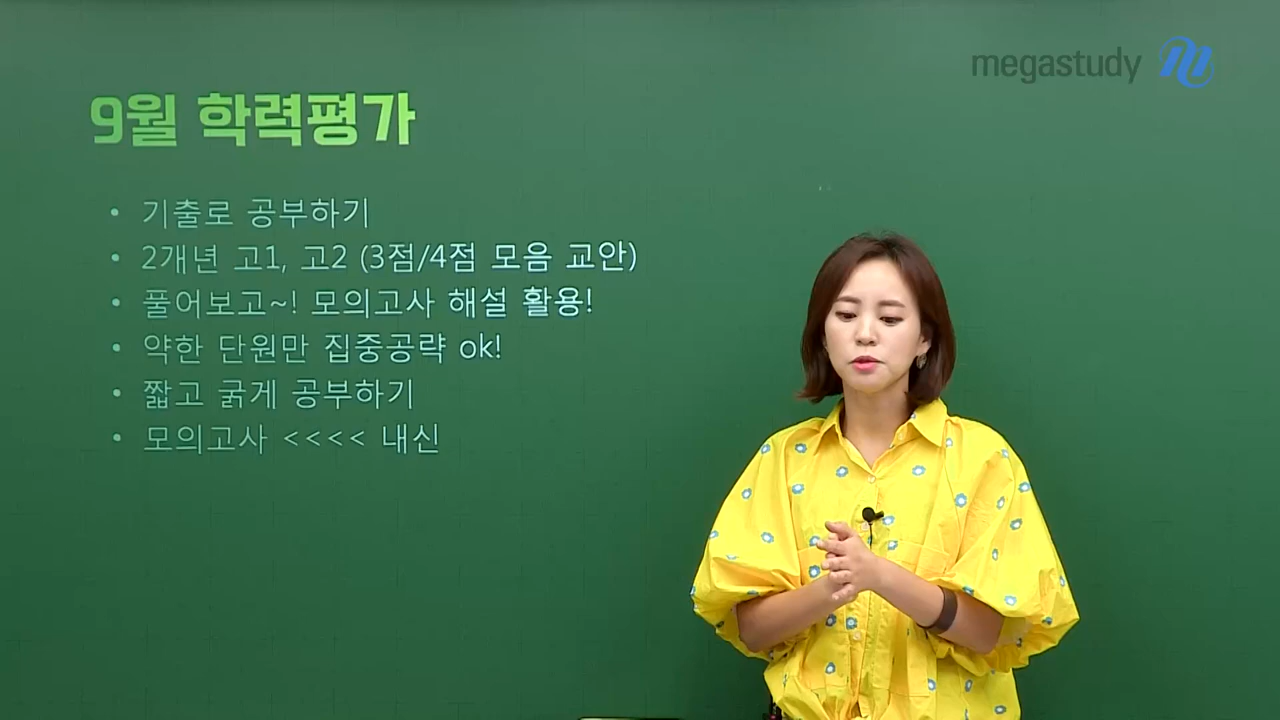 megastudy
9월 학력평가
• 기출로 공부하기
• 2개년 고1, 고2 (3점/4점 모음 교안)
• 풀어보고~! 모의고사 해설 활용!
• 약한 단원만 집중공략 ok!
• 짧고 굵게 공부하기
• 모의고사 <<<< 내신